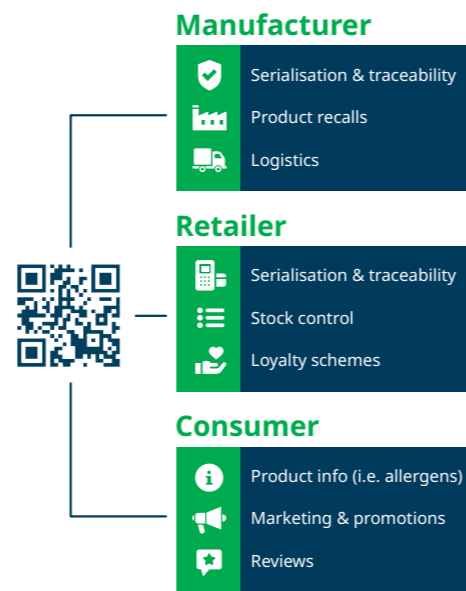 Manufacturer
Serialisation & traceability
Product recalls
Logistics
Retailer
Serialisation & traceability
Stock control
Loyalty schemes
Consumer
Product info (i.e. allergens)
Marketing & promotions
Reviews